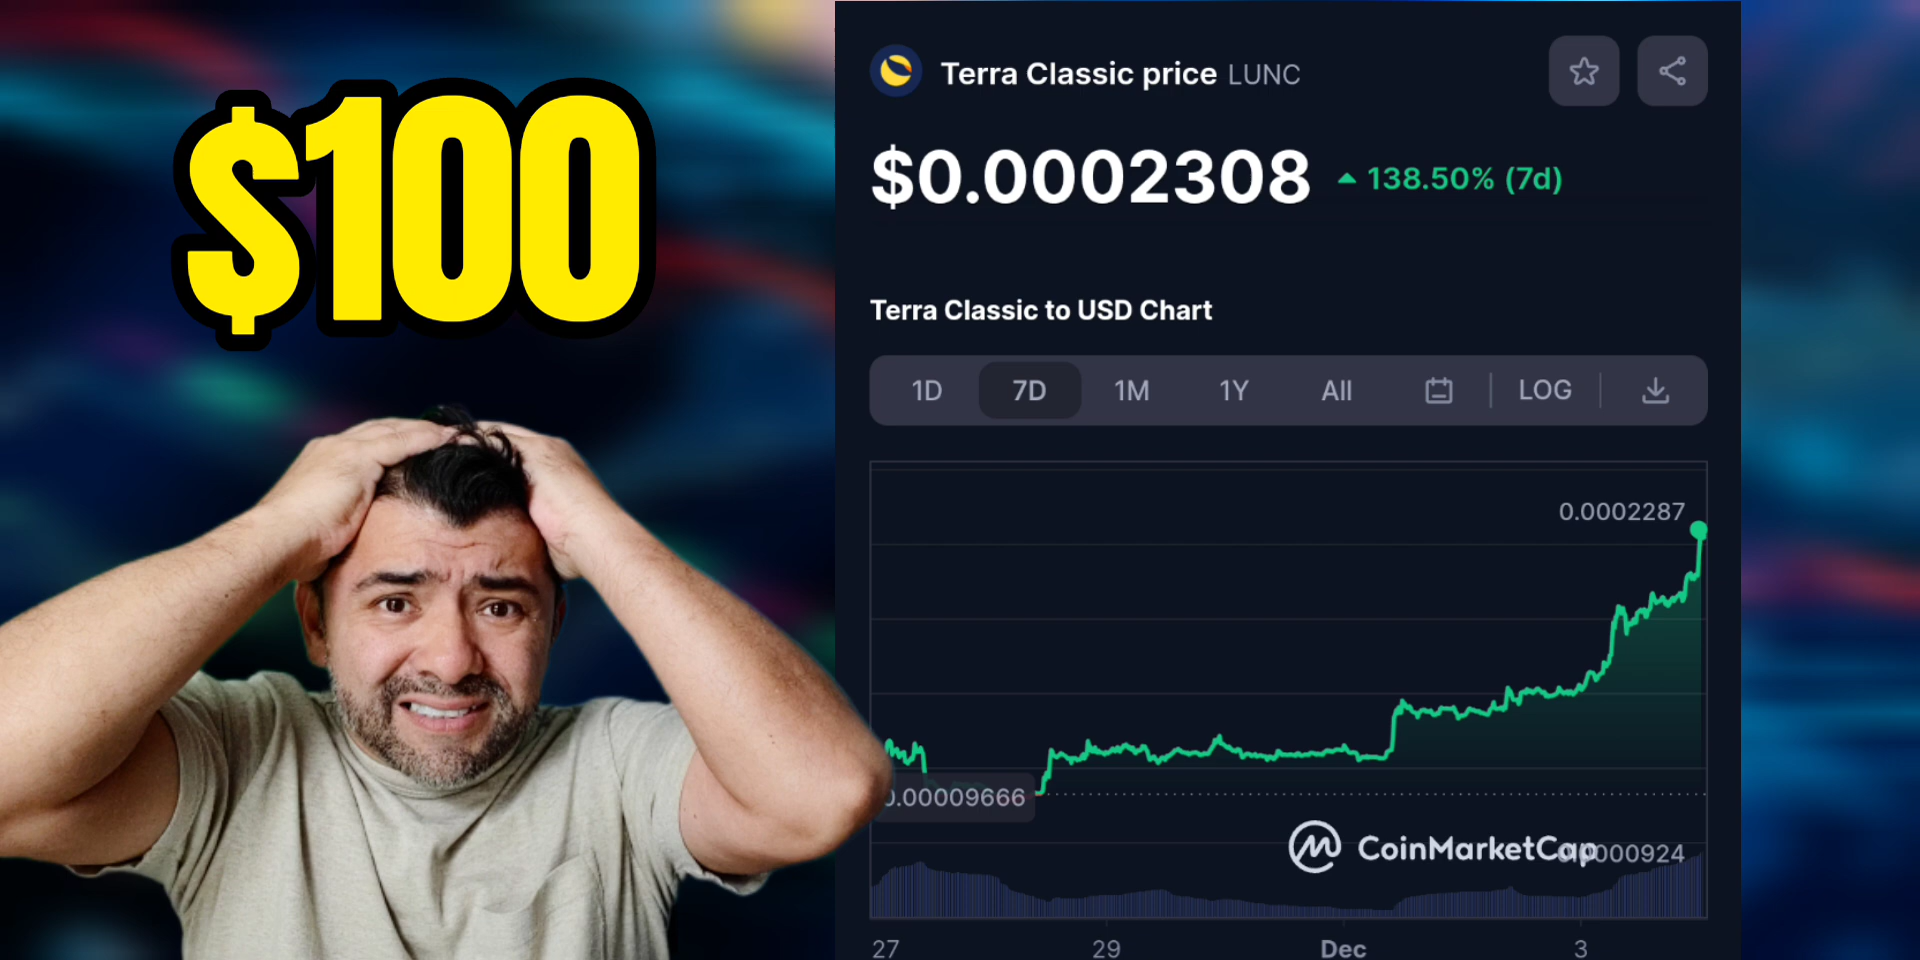 $100
Terra Classic price LUNC
$0.0002308 138.50% (7d)
Terra Classic to USD Chart
1D 7D 1M 1Y All LOG
0.0002287
0.00009666
CoinMarketCap
27 29 Dec 3